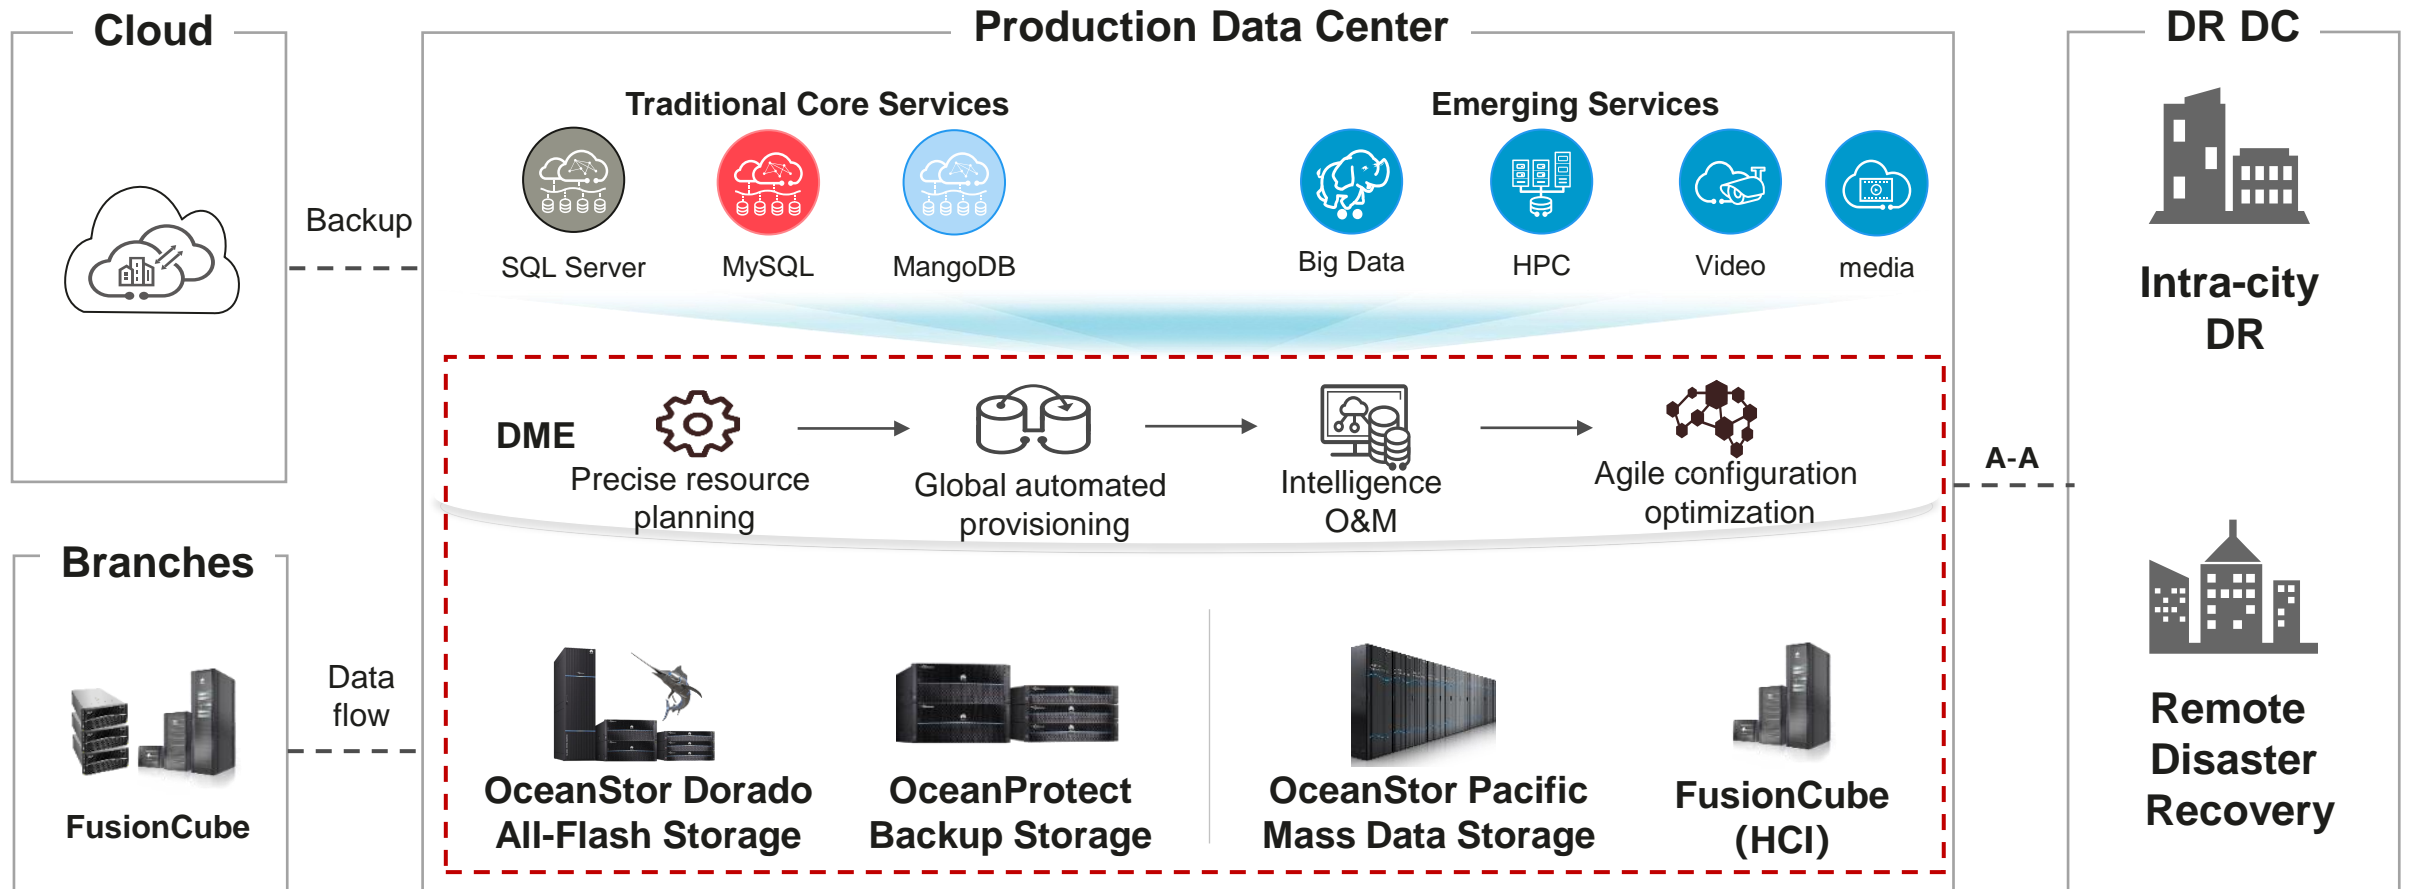 Cloud
Backup
Branches
FusionCube
Data
flow
Production Data Center
Traditional Core Services
SQL Server
MySQL
MangoDB
Emerging Services
Big Data
HPC
Video
media
DME
Precise resource
planning
Global automated
provisioning
Intelligence
O&M
Agile configuration
optimization
OceanStor Dorado
All-Flash Storage
OceanProtect
Backup Storage
OceanStor Pacific
Mass Data Storage
FusionCube
(HCI)
A-A
DR DC
Intra-city
DR
Remote
Disaster
Recovery